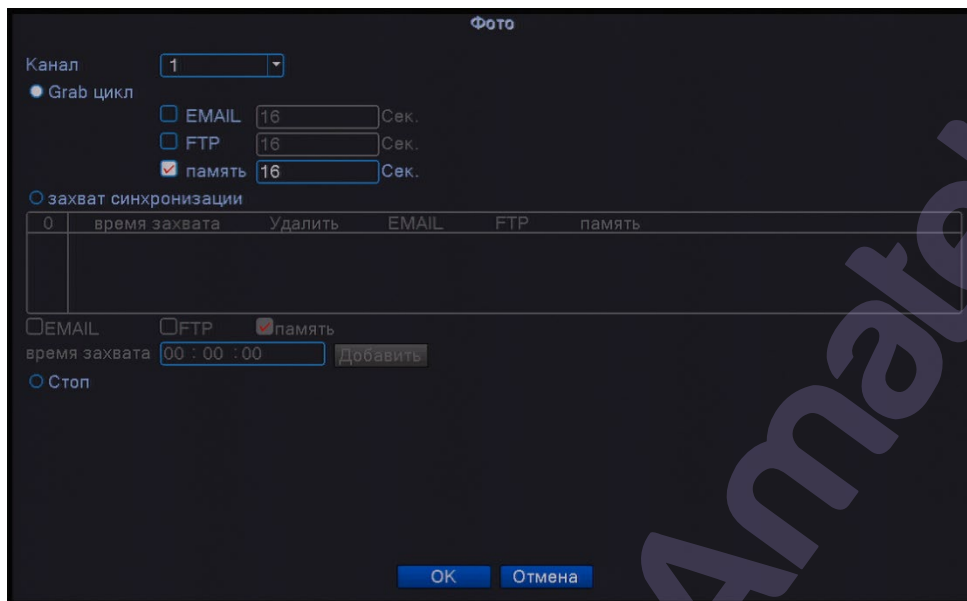 Фото
Канал 1
Grab цикл
EMAIL 16 Сек.
FTP 16 Сек.
память 16 Сек.
захват синхронизации
0 время захвата Удалить EMAIL FTP память
EMAIL FTP память
время захвата 00 : 00 : 00 Добавить
Стоп
OK Отмена